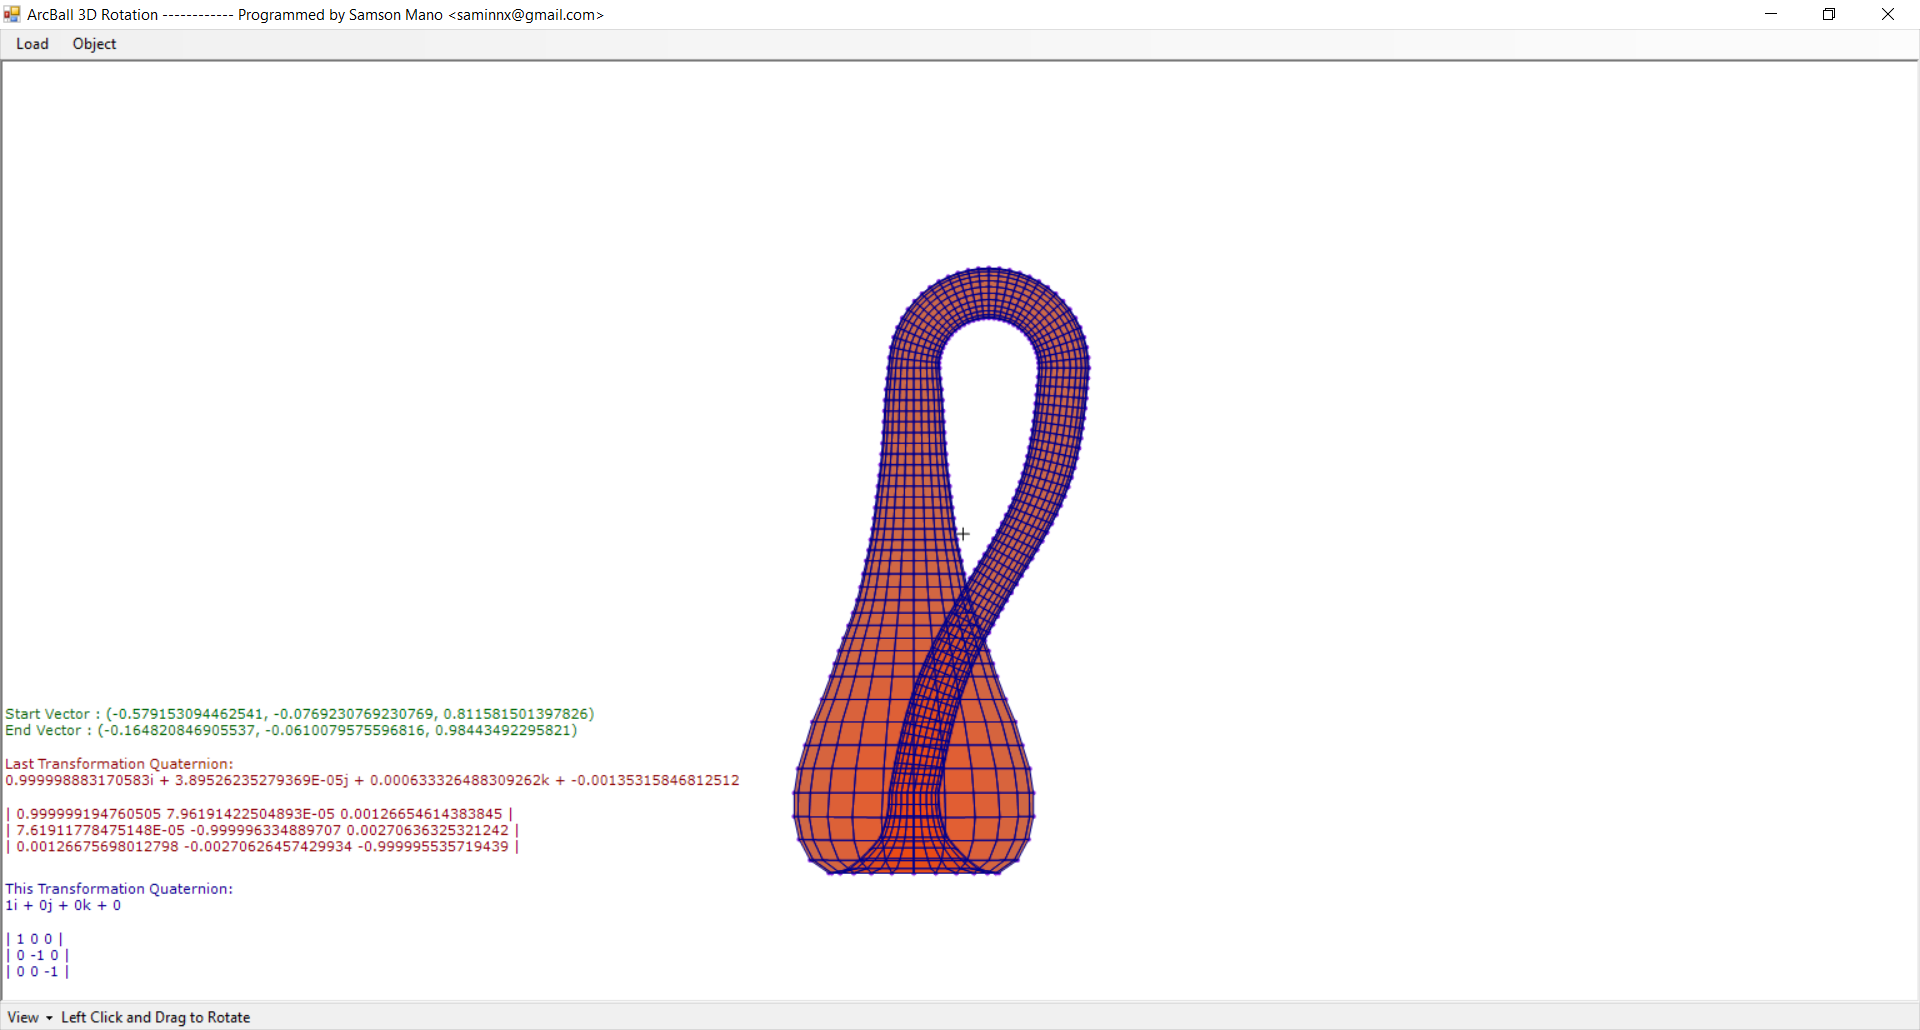 ArcBall 3D Rotation ------------ Programmed by Samson Mano <saminnx@gmail.com>
Load Object
Start Vector : (-0.579153094462541, -0.0769230769230769, 0.811581501397826)
End Vector : (-0.164820846905537, -0.0610079575596816, 0.98443492295821)
Last Transformation Quaternion:
0.999998883170583i + 3.89526235279369E-05j + 0.000633326488309262k + -0.00135315846812512
| 0.999999194760505 7.96191422504893E-05 0.00126654614383845 |
| 7.61911778475148E-05 -0.999996334889707 0.00270636325321242 |
| 0.00126675698012798 -0.00270626457429934 -0.999995535719439 |
This Transformation Quaternion:
1i + 0j + 0k + 0
| 1 0 0 |
| 0 -1 0 |
| 0 0 -1 |
View Left Click and Drag to Rotate